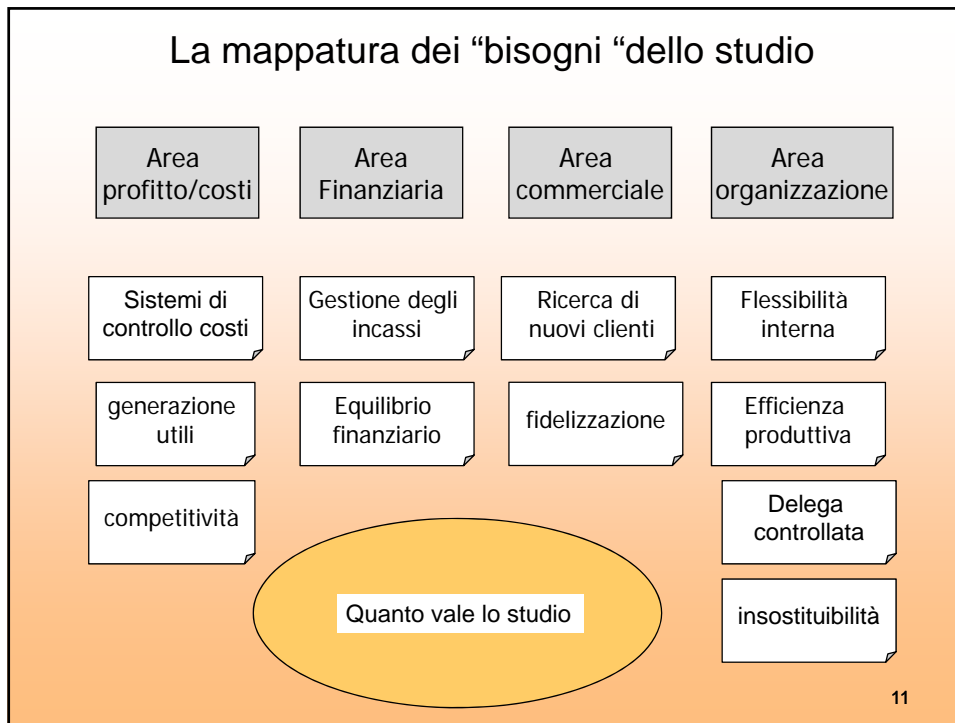 La mappatura dei “bisogni “dello studio
Area
profitto/costi
Area
Finanziaria
Area
commerciale
Area
organizzazione
Sistemi di
controllo costi
Gestione degli
incassi
Ricerca di
nuovi clienti
Flessibilità
interna
generazione
utili
Equilibrio
finanziario
fidelizzazione
Efficienza
produttiva
competitività
Delega
controllata
Quanto vale lo studio
insostituibilità
11